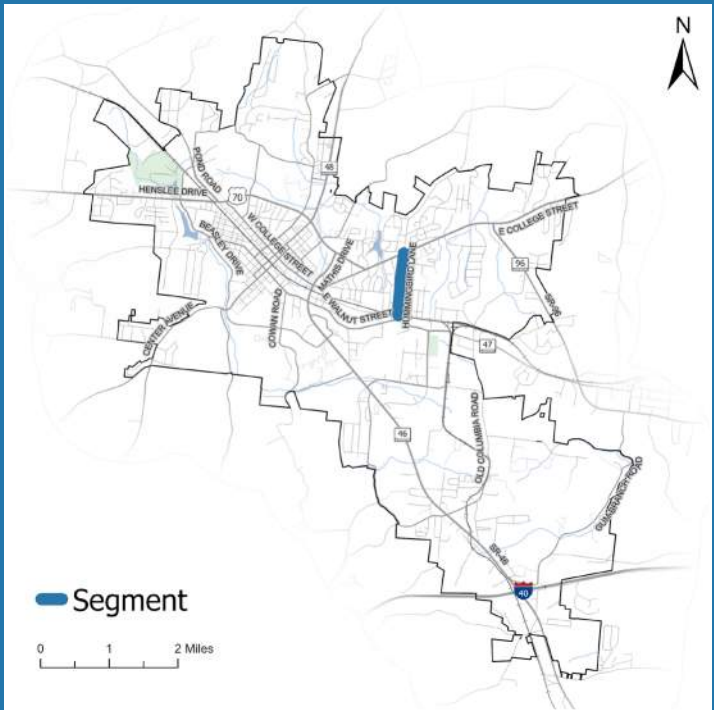 N
48
POND ROAD
HENSLEE DRIVE
70
W COLLEGE STREET
E COLLEGE STREET
BEASLEY DRIVE
MATHIS DRIVE
HUMMINGBIRD LANE
96
SR-96
E WALNUT STREET
COWAN ROAD
CENTER AVENUE
47
46
OLD COLUMBIA ROAD
GUMBRANCH ROAD
SR-46
40
Segment
0 1 2 Miles